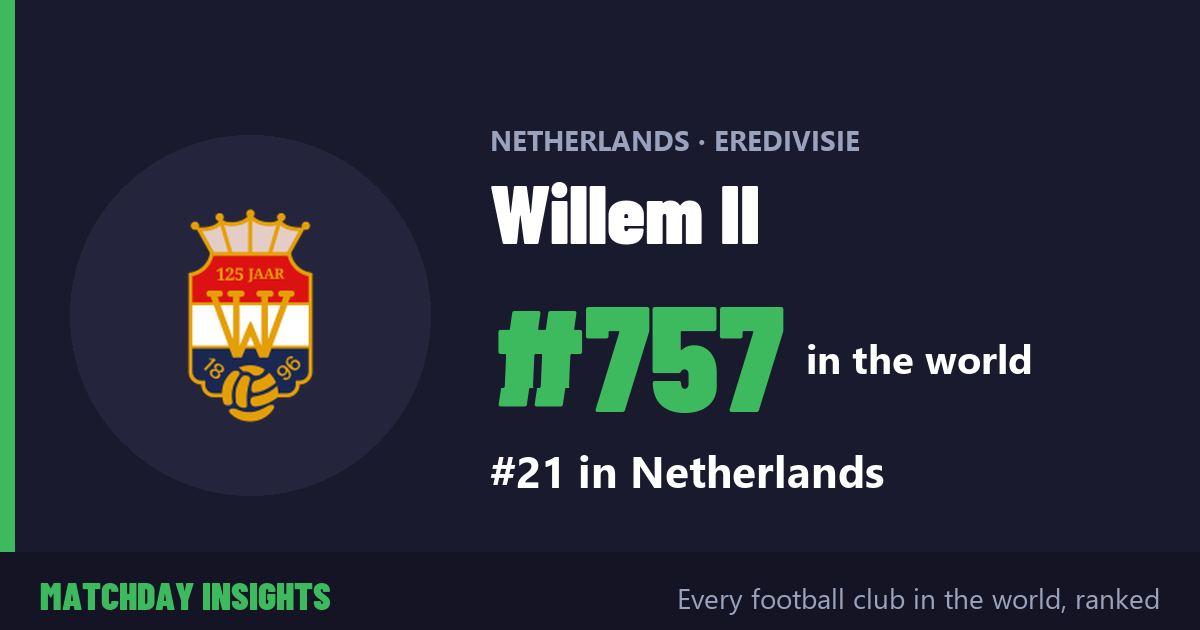 NETHERLANDS · EREDIVISIE
Willem II
125 JAAR
W
18 96
#757 in the world
#21 in Netherlands
MATCHDAY INSIGHTS
Every football club in the world, ranked